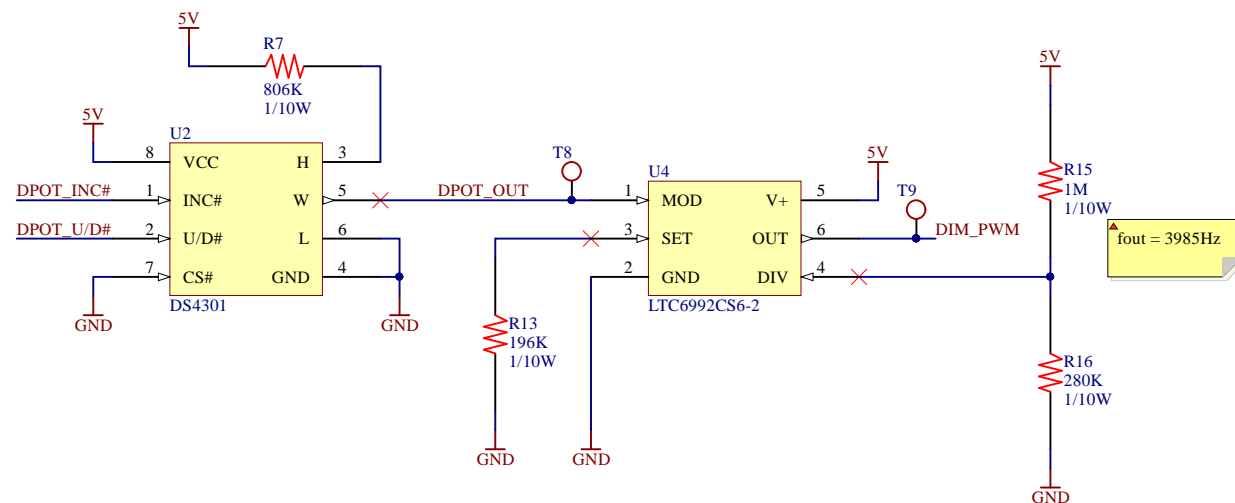 5V
R7
806K
1/10W
5V
U2
8 VCC H 3
DPOT_INC# 1 INC# W 5
DPOT_U/D# 2 U/D# L 6
7 CS# GND 4
GND
DS4301
GND
DPOT_OUT
T8
U4
1 MOD V+ 5
3 SET OUT 6
2 GND DIV 4
LTC6992CS6-2
5V
T9
DIM_PWM
R13
196K
1/10W
GND
GND
5V
R15
1M
1/10W
fout = 3985Hz
R16
280K
1/10W
GND